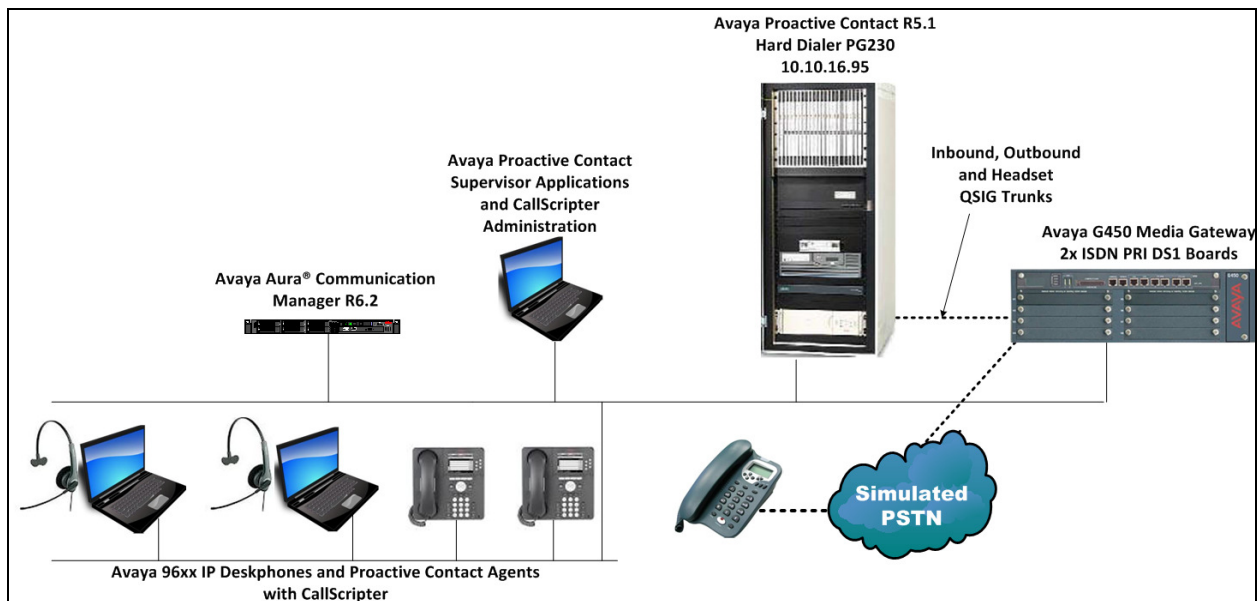 Avaya Proactive Contact R5.1
Hard Dialer PG230
10.10.16.95
Avaya Proactive Contact
Supervisor Applications
and CallScripter
Administration
Inbound, Outbound
and Headset
QSIG Trunks
Avaya G450 Media Gateway
2x ISDN PRI DS1 Boards
Avaya Aura® Communication
Manager R6.2
AVAYA
Simulated
PSTN
Avaya 96xx IP Deskphones and Proactive Contact Agents
with CallScripter